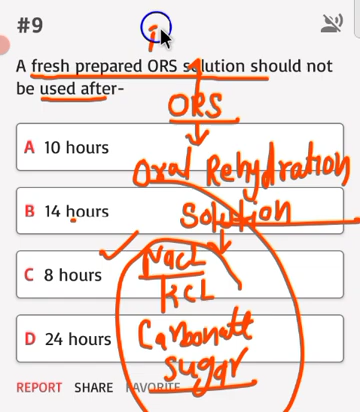 #9
A fresh prepared ORS solution should not
be used after-
ORS
A 10 hours
Oral Rehydration
B 14 hours
Solution
C 8 hours
NaCL
KCL
Carbonatt
D 24 hours
sugar
REPORT SHARE FAVORITE